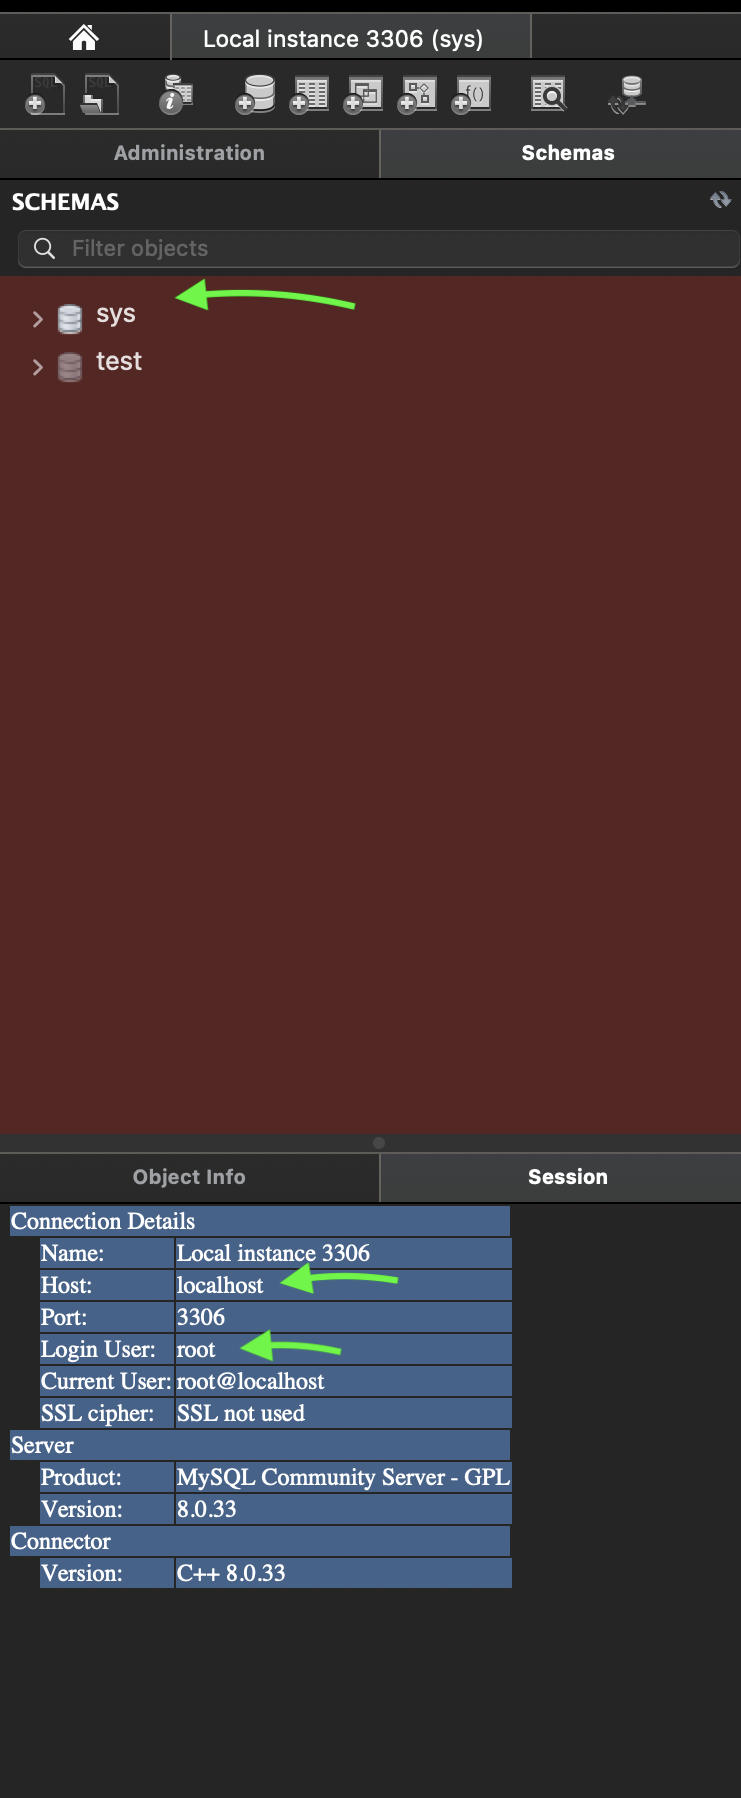 Local instance 3306 (sys)
SQL SQL f()
Administration Schemas
SCHEMAS
Filter objects
sys
test
Object Info Session
Connection Details
Name: Local instance 3306
Host: localhost
Port: 3306
Login User: root
Current User: root@localhost
SSL cipher: SSL not used
Server
Product: MySQL Community Server - GPL
Version: 8.0.33
Connector
Version: C++ 8.0.33